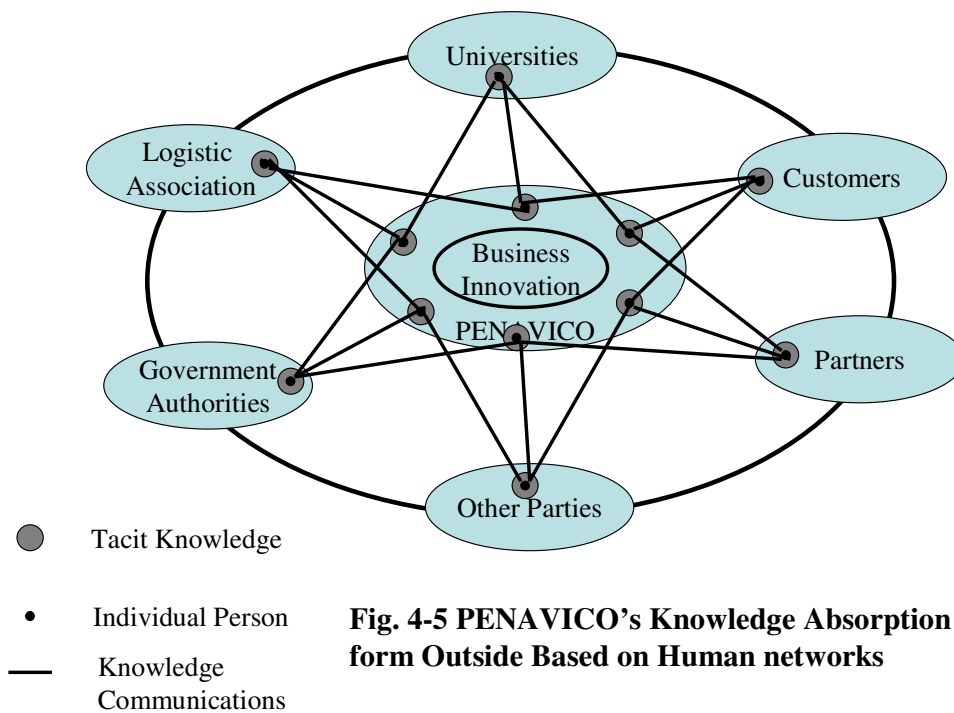 Universities
Logistic
Association
Customers
Business
Innovation
PENAVICO
Government
Authorities
Partners
Other Parties
Tacit Knowledge
Individual Person
Knowledge
Communications
Fig. 4-5 PENAVICO’s Knowledge Absorption
form Outside Based on Human networks